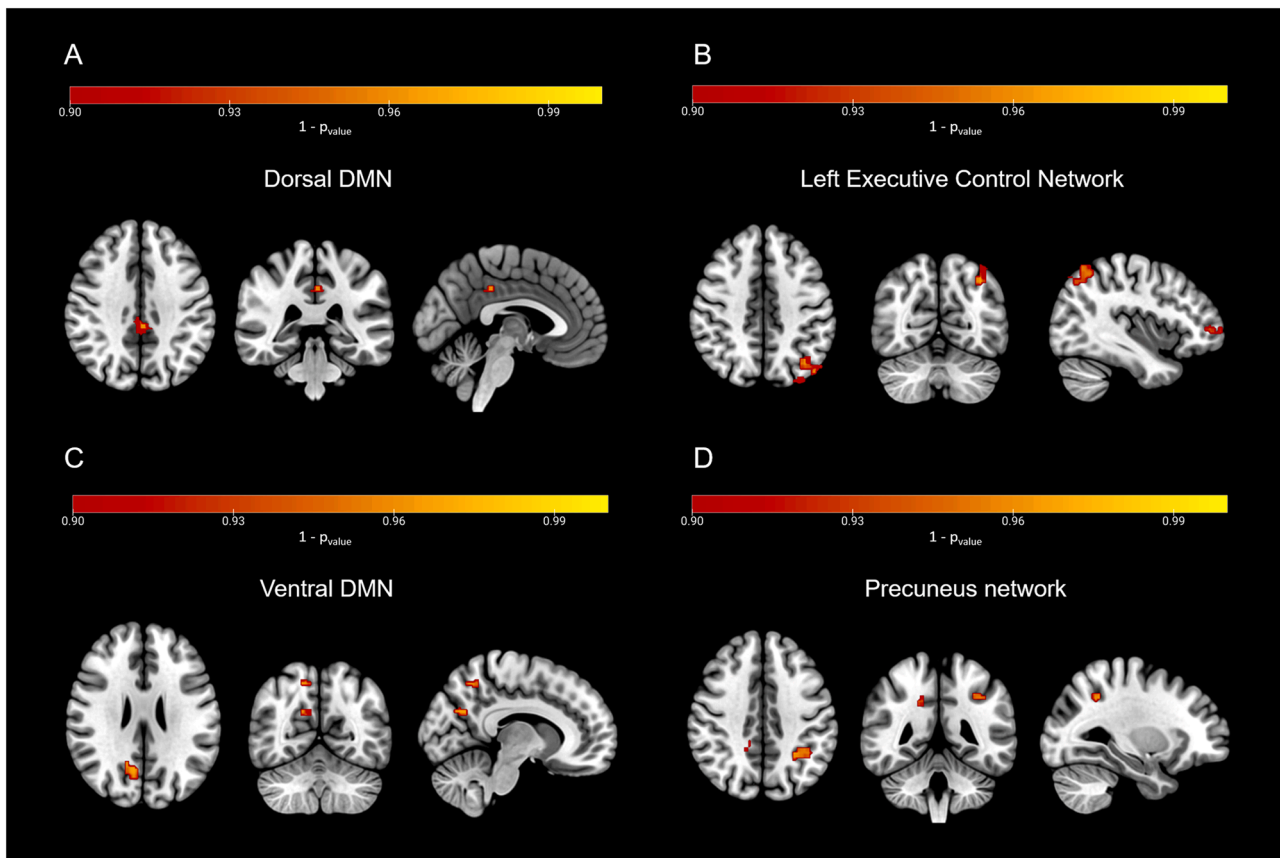 A
0.90 0.93 0.96 0.99
1 - pvalue
Dorsal DMN
B
0.90 0.93 0.96 0.99
1 - pvalue
Left Executive Control Network
C
0.90 0.93 0.96 0.99
1 - pvalue
Ventral DMN
D
0.90 0.93 0.96 0.99
1 - pvalue
Precuneus network